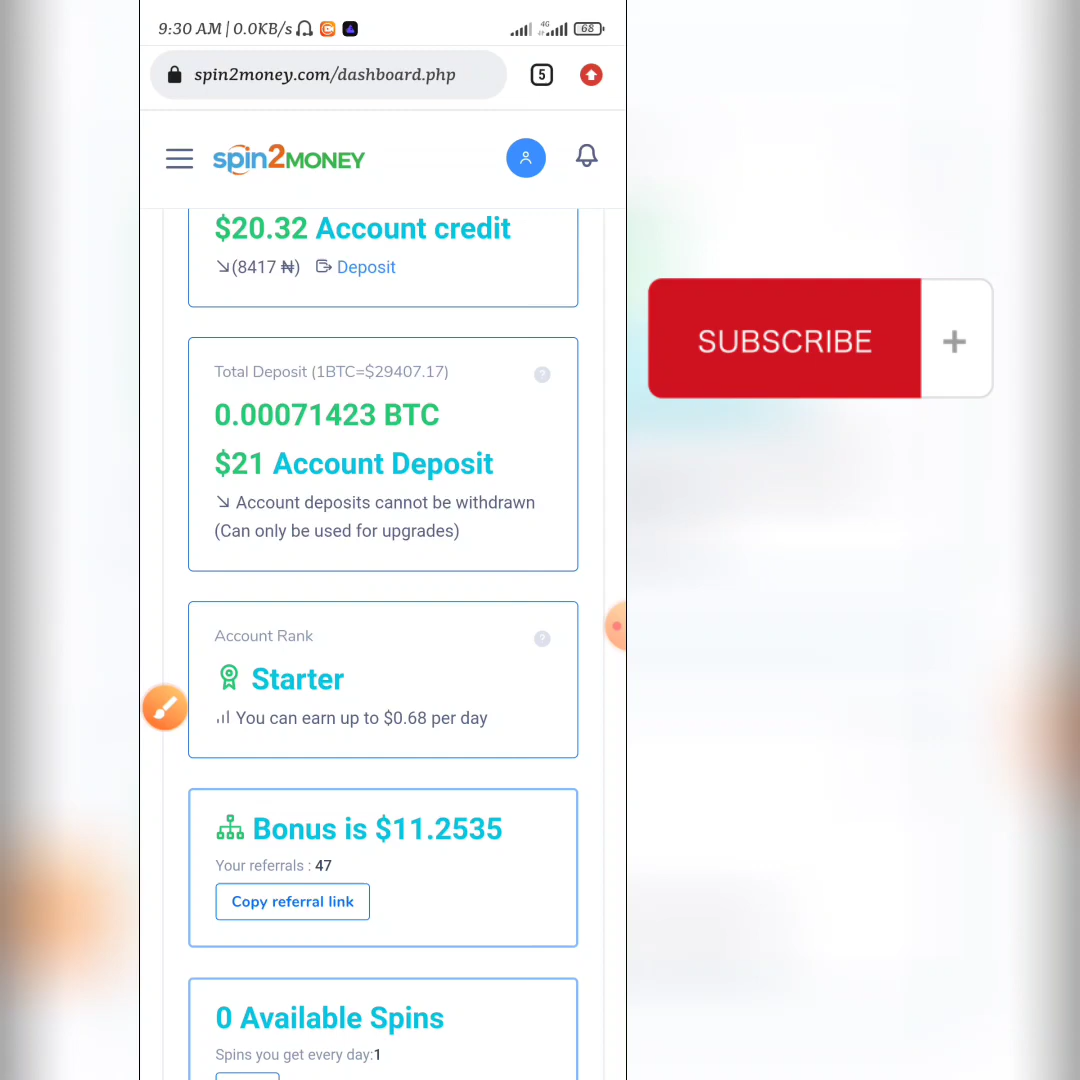 9:30 AM | 0.0KB/s 4G 68
spin2money.com/dashboard.php 5
spin2MONEY
$20.32 Account credit
(8417 ₦) Deposit
Total Deposit (1BTC=$29407.17) ?
0.00071423 BTC
$21 Account Deposit
Account deposits cannot be withdrawn
(Can only be used for upgrades)
Account Rank ?
Starter
You can earn up to $0.68 per day
Bonus is $11.2535
Your referrals : 47
Copy referral link
0 Available Spins
Spins you get every day:1
SUBSCRIBE +